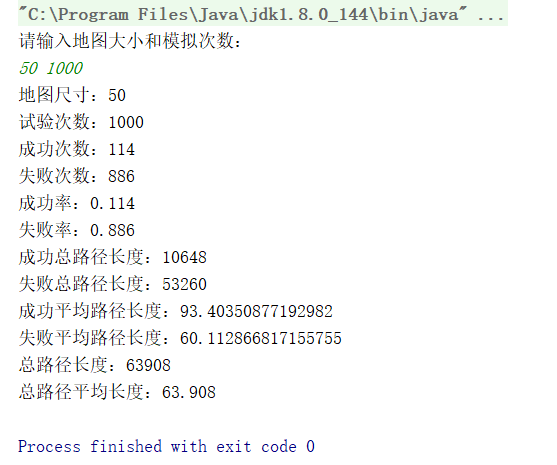 "C:\Program Files\Java\jdk1.8.0_144\bin\java" ...
请输入地图大小和模拟次数：
50 1000
地图尺寸：50
试验次数：1000
成功次数：114
失败次数：886
成功率：0.114
失败率：0.886
成功总路径长度：10648
失败总路径长度：53260
成功平均路径长度：93.40350877192982
失败平均路径长度：60.112866817155755
总路径长度：63908
总路径平均长度：63.908
Process finished with exit code 0